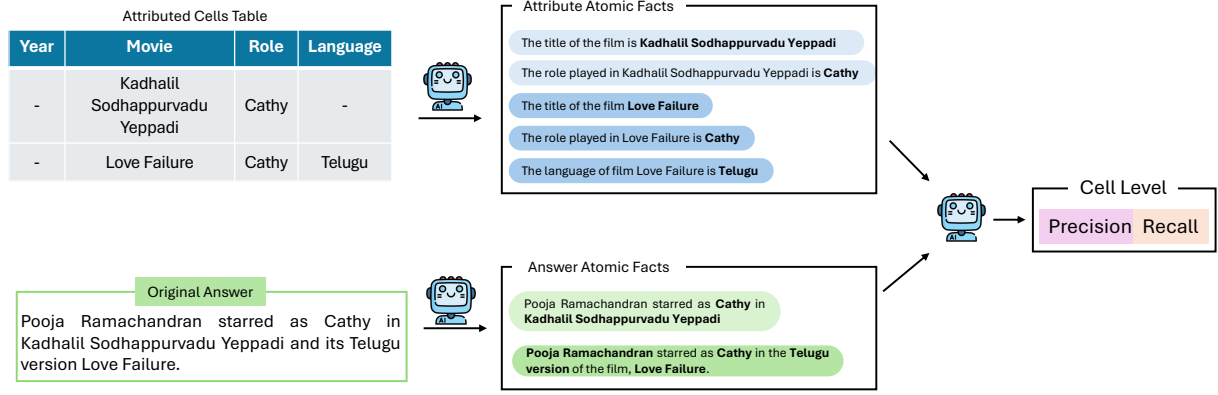 Attributed Cells Table
Year Movie Role Language
- Kadhalil Sodhappurvadu Yeppadi Cathy -
- Love Failure Cathy Telugu
AI
Attribute Atomic Facts
The title of the film is Kadhalil Sodhappurvadu Yeppadi
The role played in Kadhalil Sodhappurvadu Yeppadi is Cathy
The title of the film Love Failure
The role played in Love Failure is Cathy
The language of film Love Failure is Telugu
Original Answer
Pooja Ramachandran starred as Cathy in
Kadhalil Sodhappurvadu Yeppadi and its Telugu
version Love Failure.
AI
Answer Atomic Facts
Pooja Ramachandran starred as Cathy in
Kadhalil Sodhappurvadu Yeppadi
Pooja Ramachandran starred as Cathy in the Telugu
version of the film, Love Failure.
AI
Cell Level
Precision Recall